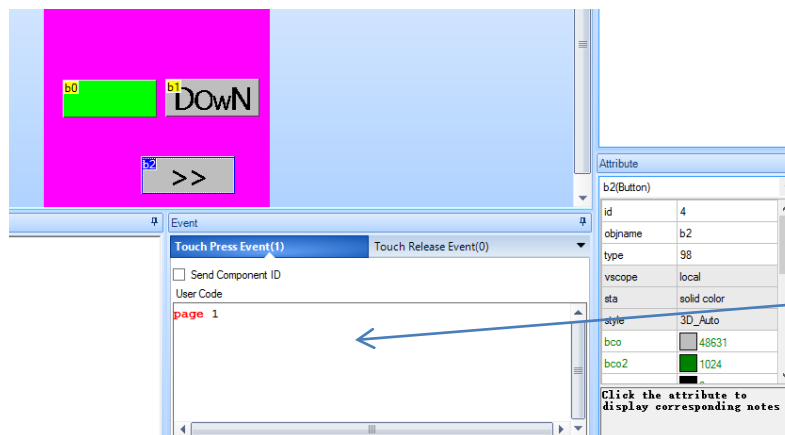 b0
b1
DOwN
b2
>>
Attribute
b2(Button)
id 4
objname b2
type 98
vscope local
sta solid color
style 3D_Auto
bco 48631
bco2 1024
Click the attribute to
display corresponding notes
Event
Touch Press Event(1) Touch Release Event(0)
Send Component ID
User Code
page 1